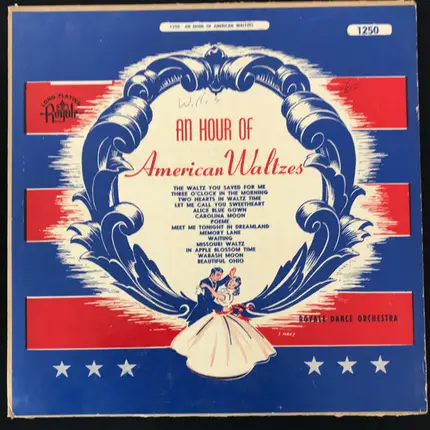 1250 AN HOUR OF AMERICAN WALTZES
1250
LONG PLAYING
Royale
AN HOUR OF
American Waltzes
THE WALTZ YOU SAVED FOR ME
THREE O'CLOCK IN THE MORNING
TWO HEARTS IN WALTZ TIME
LET ME CALL YOU SWEETHEART
ALICE BLUE GOWN
CAROLINA MOON
POEME
MEET ME TONIGHT IN DREAMLAND
MEMORY LANE
WAITING
MISSOURI WALTZ
IN APPLE BLOSSOM TIME
WABASH MOON
BEAUTIFUL OHIO
ROYALE DANCE ORCHESTRA